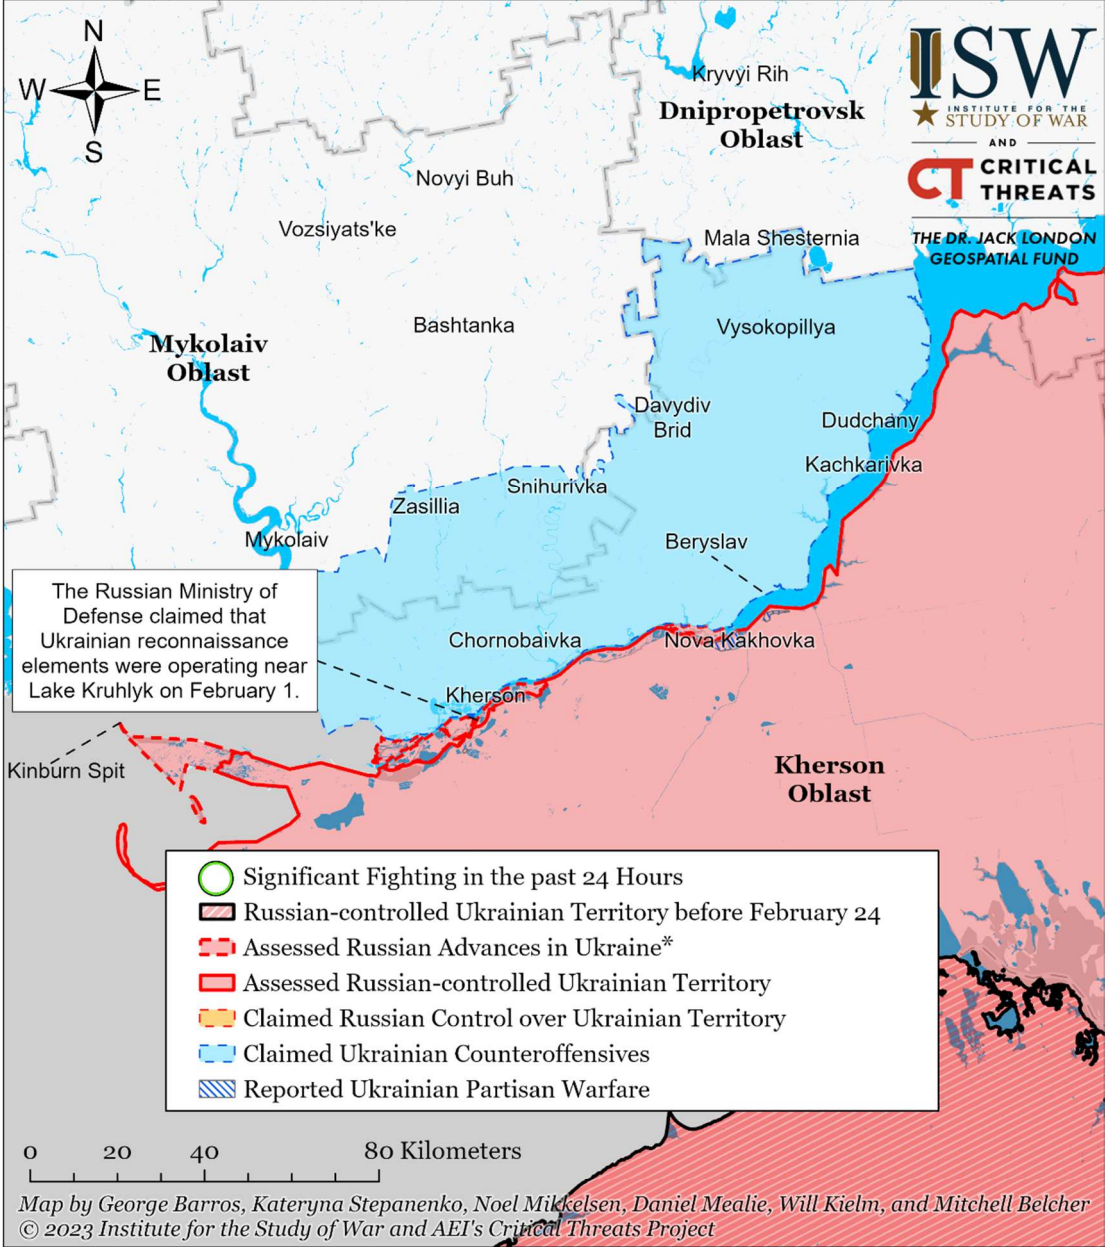 N
W
E
S
ISW
INSTITUTE FOR THE
STUDY OF WAR
AND
CT CRITICAL
THREATS
THE DR. JACK LONDON
GEOSPATIAL FUND
Kryvyi Rih
Dnipropetrovsk
Oblast
Novyi Buh
Vozsiyats'ke
Mala Shesternia
Bashtanka
Vysokopillya
Mykolaiv
Oblast
Davydiv
Brid
Dudchany
Kachkarivka
Snihurivka
Zasillia
Mykolaiv
Beryslav
The Russian Ministry of
Defense claimed that
Ukrainian reconnaissance
elements were operating near
Lake Kruhlyk on February 1.
Chornobaivka
Nova Kakhovka
Kherson
Kinburn Spit
Kherson
Oblast
Significant Fighting in the past 24 Hours
Russian-controlled Ukrainian Territory before February 24
Assessed Russian Advances in Ukraine*
Assessed Russian-controlled Ukrainian Territory
Claimed Russian Control over Ukrainian Territory
Claimed Ukrainian Counteroffensives
Reported Ukrainian Partisan Warfare
0 20 40 80 Kilometers
Map by George Barros, Kateryna Stepanenko, Noel Mikkelsen, Daniel Mealie, Will Kielm, and Mitchell Belcher
© 2023 Institute for the Study of War and AEI's Critical Threats Project